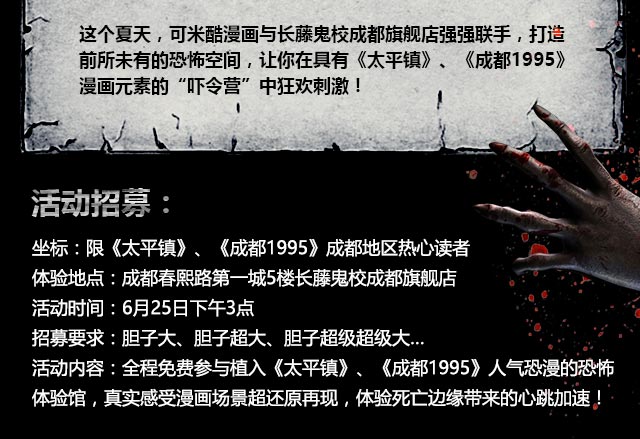 这个夏天，可米酷漫画与长藤鬼校成都旗舰店强强联手，打造
前所未有的恐怖空间，让你在具有《太平镇》、《成都1995》
漫画元素的“吓令营”中狂欢刺激！
活动招募：
坐标：限《太平镇》、《成都1995》成都地区热心读者
体验地点：成都春熙路第一城5楼长藤鬼校成都旗舰店
活动时间：6月25日下午3点
招募要求：胆子大、胆子超大、胆子超级超级大...
活动内容：全程免费参与植入《太平镇》、《成都1995》人气恐漫的恐怖
体验馆，真实感受漫画场景超还原再现，体验死亡边缘带来的心跳加速！